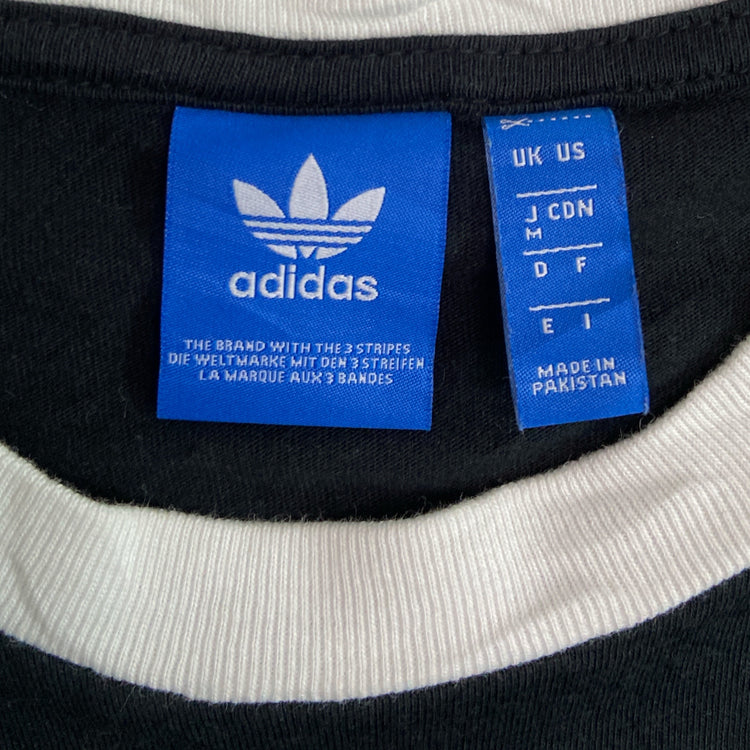 adidas
THE BRAND WITH THE 3 STRIPES
DIE WELTMARKE MIT DEN 3 STREIFEN
LA MARQUE AUX 3 BANDES
UK US
J CDN
M
D F
E I
MADE IN
PAKISTAN